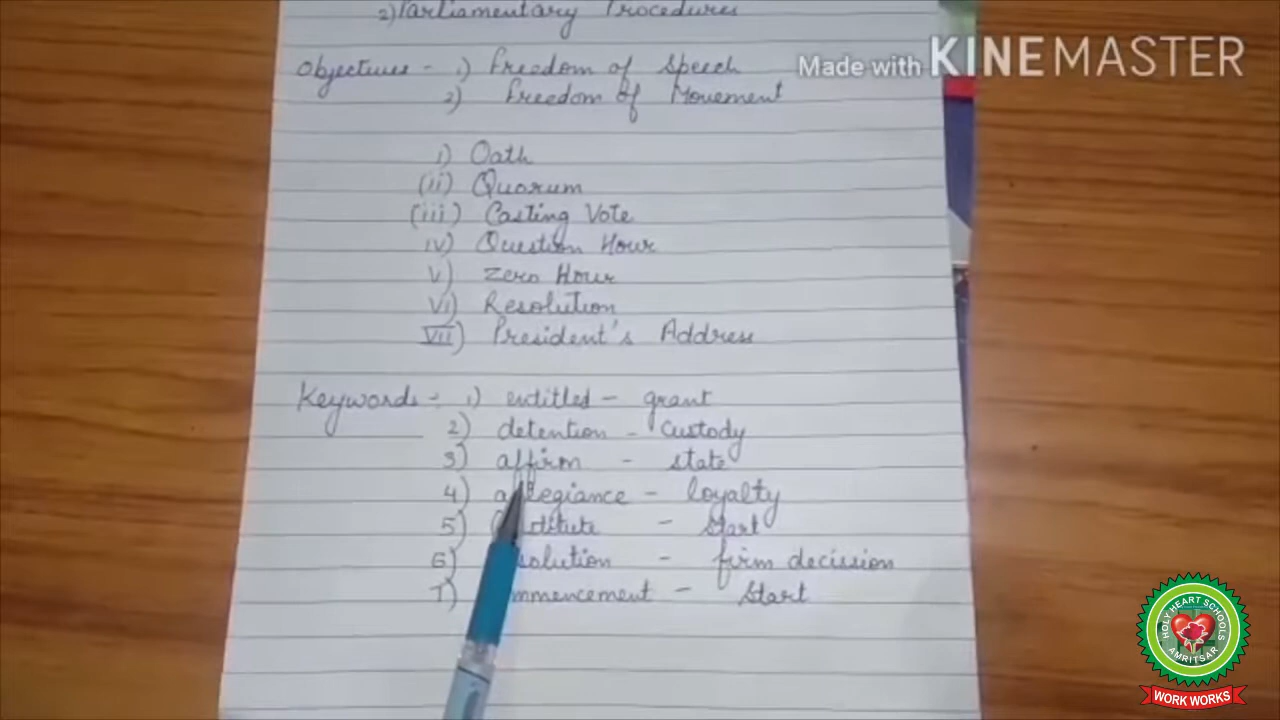 2) Parliamentary Procedures
Objectives - 1) Freedom of Speech
2) Freedom of Movement
i) Oath
(ii) Quorum
(iii) Casting Vote
iv) Question Hour
V) Zero Hour
VI) Resolution
VII) President's Address
Keywords - 1) entitled - grant
2) detention - Custody
3) affirm - state
4) allegiance - loyalty
5) - Start
6) - firm decission
7) - Start
Made with KINEMASTER
HOLY HEART SCHOOLS
AMRITSAR
WORK WORKS